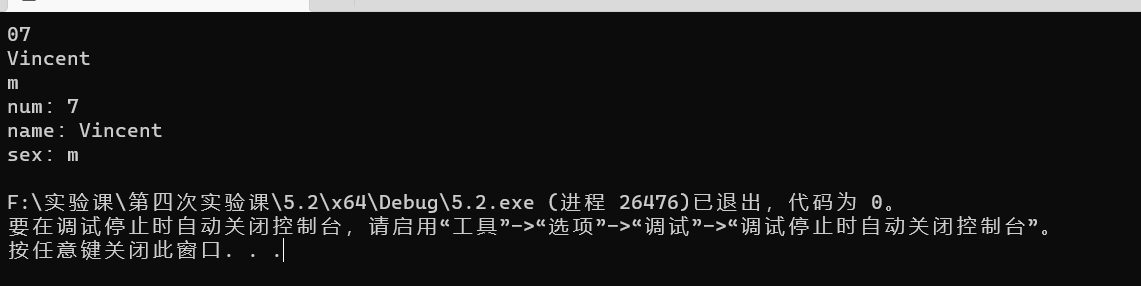 07
Vincent
m
num: 7
name: Vincent
sex: m
F:\实验课\第四次实验课\5.2\x64\Debug\5.2.exe (进程 26476)已退出，代码为 0。
要在调试停止时自动关闭控制台，请启用“工具”->“选项”->“调试”->“调试停止时自动关闭控制台”。
按任意键关闭此窗口. . .